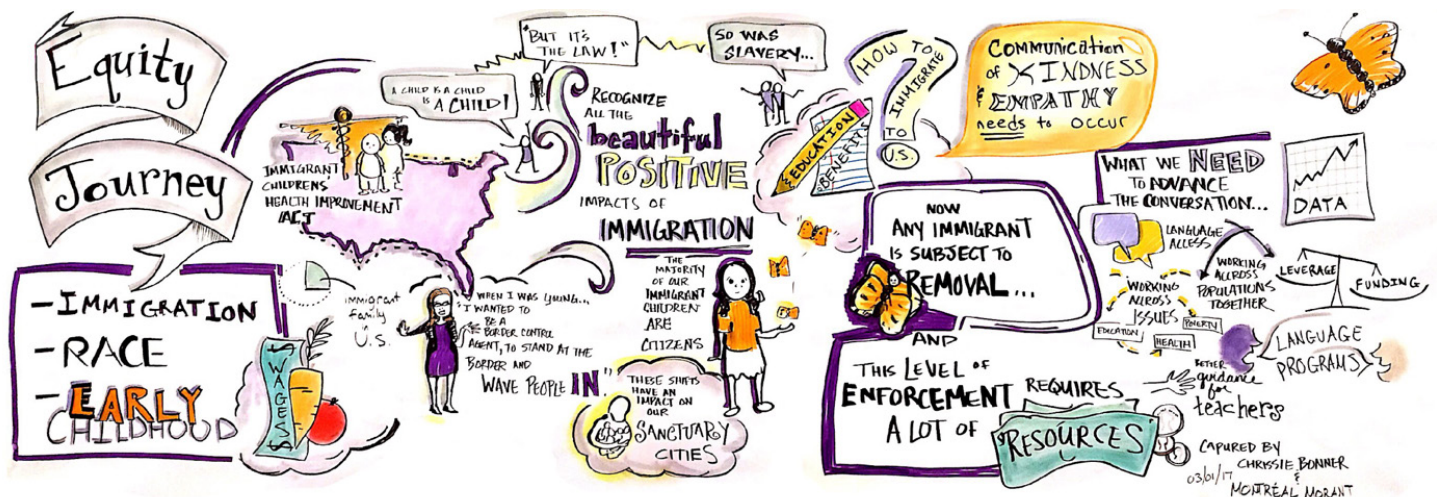 Equity
Journey
- IMMIGRATION
- RACE
- EARLY
CHILDHOOD
$ WAGES $
IMMIGRANT
CHILDRENS'
HEALTH IMPROVEMENT
ACT
immigrant
family
in
U.S.
A CHILD IS A CHILD
IS A CHILD!
"BUT IT'S
THE LAW!"
SO WAS
SLAVERY...
RECOGNIZE
ALL THE
beautiful
POSITIVE
IMPACTS OF
IMMIGRATION
"WHEN I WAS YOUNG...
I WANTED TO
BE A
BORDER CONTROL
AGENT, TO STAND AT THE
BORDER AND
WAVE PEOPLE IN."
THE
MAJORITY
OF OUR
IMMIGRANT
CHILDREN
ARE
CITIZENS
THESE SHIFTS
HAVE AN
IMPACT ON
OUR
SANCTUARY
CITIES
EDUCATION
BENEFITS
HOW TO
IMMIGRATE
TO
U.S.
Communication
of KINDNESS
& EMPATHY
needs to occur
NOW
ANY IMMIGRANT
IS SUBJECT TO
REMOVAL...
AND
THIS LEVEL OF
ENFORCEMENT REQUIRES
A LOT OF
RESOURCES
WHAT WE NEED
TO ADVANCE
THE CONVERSATION...
DATA
LANGUAGE
ACCESS
WORKING
ACROSS
POPULATIONS
TOGETHER
LEVERAGE
FUNDING
WORKING
ACROSS
ISSUES
EDUCATION
POVERTY
HEALTH
LANGUAGE
PROGRAMS
BETTER
guidance
for
teachers
CAPURED BY
CHRISSIE BONNER
&
MONTRÉAL MORANT
03/01/17